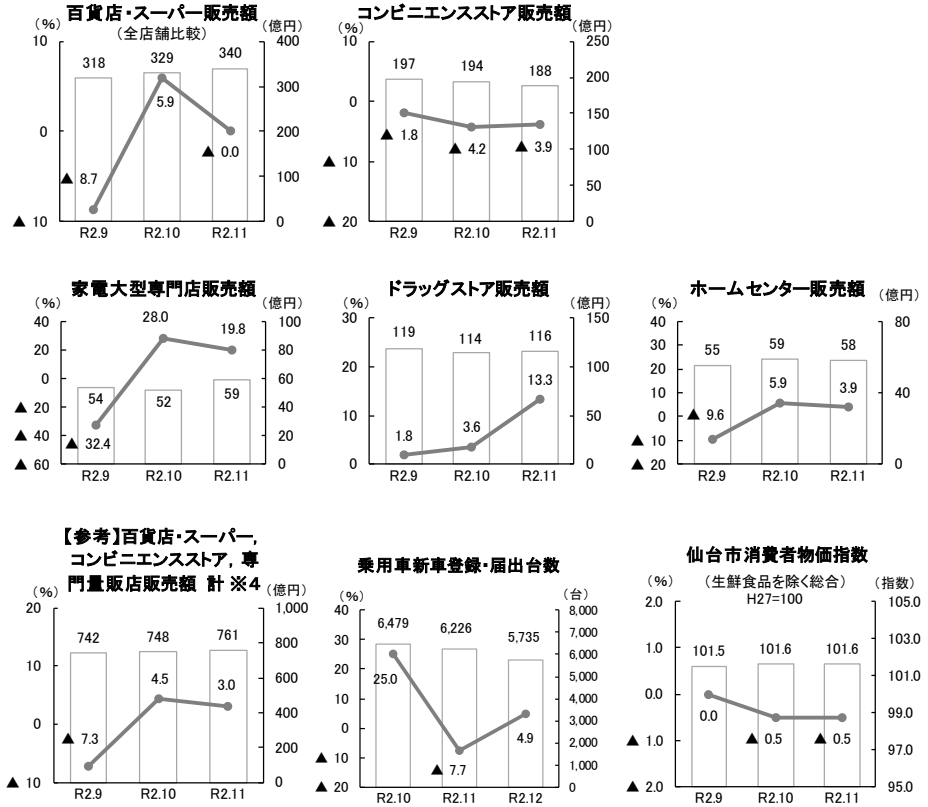 百貨店・スーパー販売額
(%) (全店舗比較) (億円)
10 400
318 329 340 350
300
5.9 250
0 200
▲ 0.0 150
▲ 8.7 100
50
▲ 10 0
R2.9 R2.10 R2.11
コンビニエンスストア販売額
(%) (億円)
10 250
197 194 188
0 200
▲ 1.8 ▲ 4.2 ▲ 3.9 150
▲ 10 100
50
▲ 20 0
R2.9 R2.10 R2.11
家電大型専門店販売額
(%) (億円)
40 28.0 19.8 100
20 80
0 60
54 52 59
▲ 20 40
▲ 40 ▲ 32.4 20
▲ 60 0
R2.9 R2.10 R2.11
ドラッグストア販売額
(%) (億円)
30 150
119 114 116
20 100
13.3
10 50
1.8 3.6
0 0
R2.9 R2.10 R2.11
ホームセンター販売額
(%) (億円)
40 80
55 59 58
30
20
10 40
5.9 3.9
0 ▲ 9.6
▲ 10
▲ 20 0
R2.9 R2.10 R2.11
【参考】百貨店・スーパー,
コンビニエンスストア, 専
門量販店販売額 計 ※4
(%) (億円)
20 1,000
742 748 761
800
10 600
4.5 3.0
0 400
▲ 7.3 200
▲ 10 0
R2.9 R2.10 R2.11
乗用車新車登録・届出台数
(%) (台)
40 8,000
6,479 6,226 5,735
30 7,000
6,000
20 25.0 5,000
10 4,000
0 4.9 3,000
▲ 10 ▲ 7.7 2,000
1,000
▲ 20 0
R2.10 R2.11 R2.12
仙台市消費者物価指数
(%) (生鮮食品を除く総合) (指数)
H27=100
2.0 105.0
1.0 103.0
101.5 101.6 101.6
101.0
0.0 99.0
0.0 ▲ 0.5 ▲ 0.5
▲ 1.0 97.0
▲ 2.0 95.0
R2.9 R2.10 R2.11